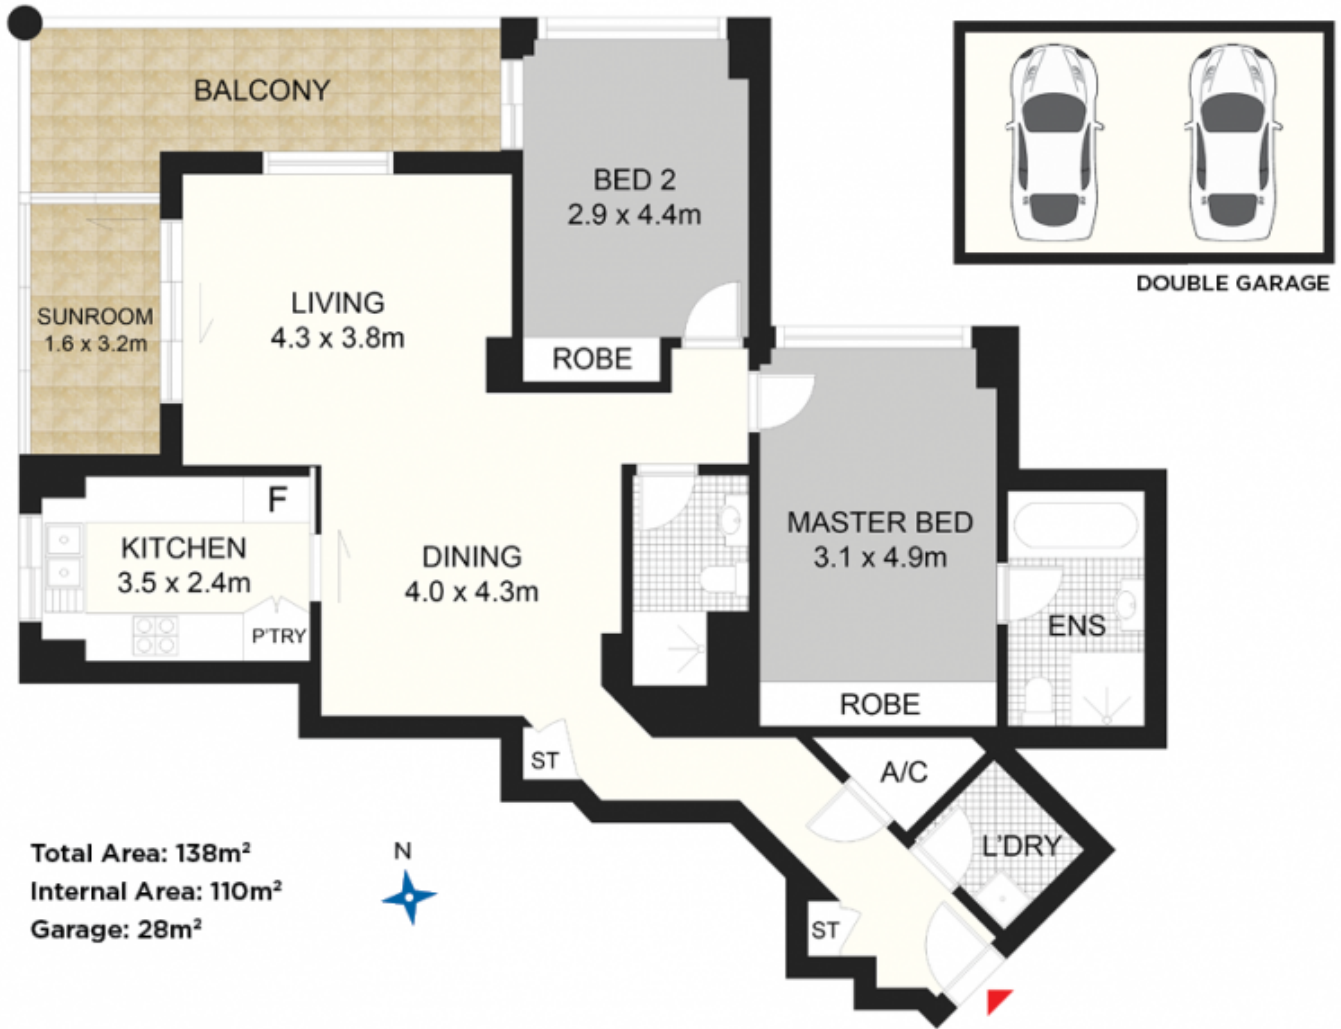 BALCONY
BED 2
2.9 x 4.4m
DOUBLE GARAGE
LIVING
4.3 x 3.8m
SUNROOM
1.6 x 3.2m
ROBE
F
KITCHEN
3.5 x 2.4m
P'TRY
DINING
4.0 x 4.3m
MASTER BED
3.1 x 4.9m
ENS
ROBE
ST
A/C
L'DRY
ST
Total Area: 138m²
Internal Area: 110m²
Garage: 28m²
N